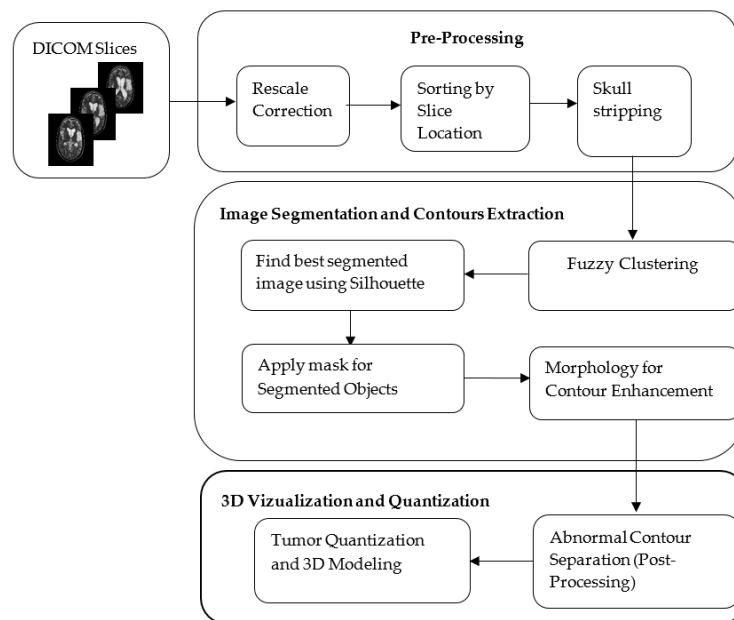 DICOM Slices
Pre-Processing
Rescale
Correction
Sorting by
Slice
Location
Skull
stripping
Image Segmentation and Contours Extraction
Fuzzy Clustering
Find best segmented
image using Silhouette
Apply mask for
Segmented Objects
Morphology for
Contour Enhancement
3D Vizualization and Quantization
Abnormal Contour
Separation (Post-
Processing)
Tumor Quantization
and 3D Modeling